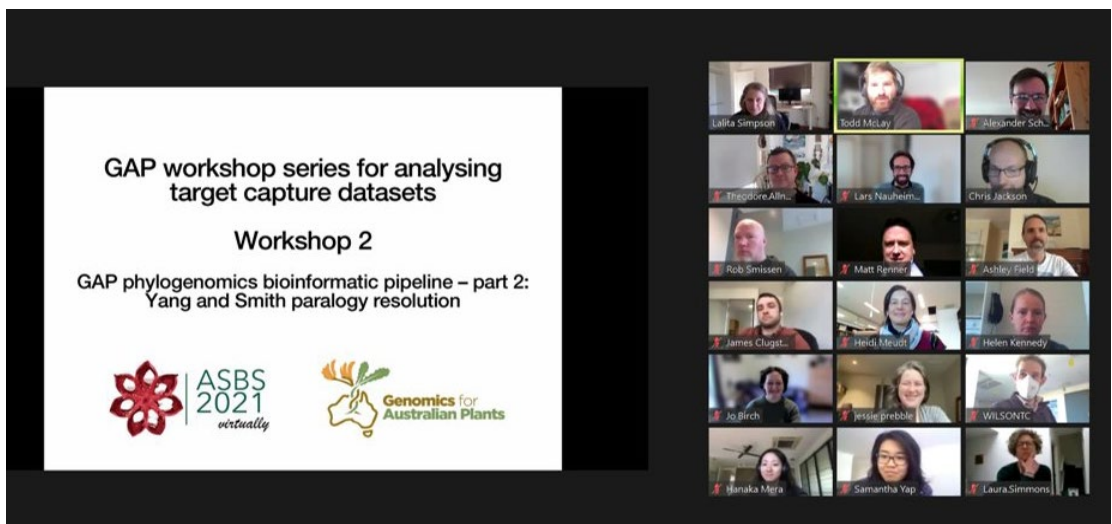 GAP workshop series for analysing
target capture datasets
Workshop 2
GAP phylogenomics bioinformatic pipeline – part 2:
Yang and Smith paralogy resolution
ASBS
2021
virtually
Genomics for
Australian Plants
Lalita Simpson
Todd McLay
Alexander Sch...
Theodore.Alln...
Lars Nauheim...
Chris Jackson
Rob Smissen
Matt Renner
Ashley Field
James Clugst...
Heidi Meudt
Helen Kennedy
Jo Birch
jessie prebble
WILSONTC
Hanaka Mera
Samantha Yap
Laura.Simmons